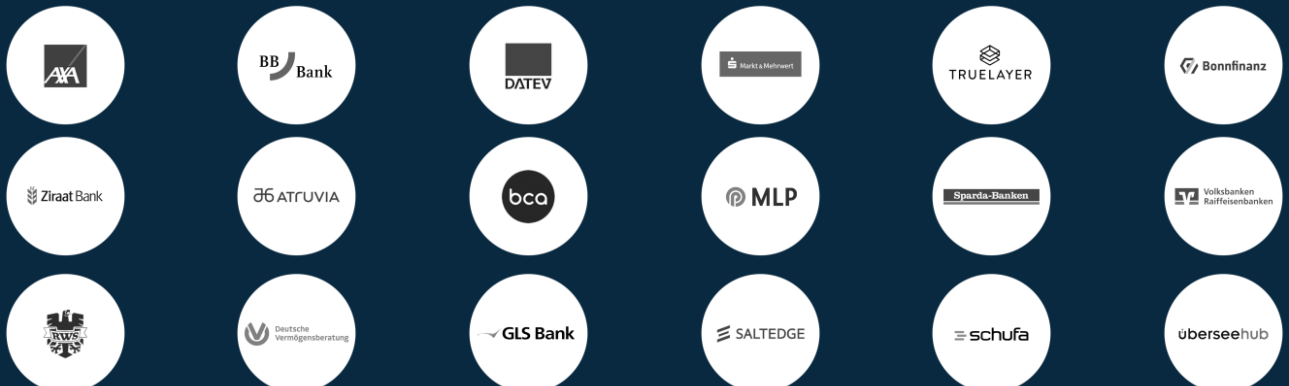 AXA
BB
Bank
DATEV
Markt & Mehrwert
TRUELAYER
Bonnfinanz
Ziraat Bank
ATRUVIA
bca
MLP
Sparda-Banken
Volksbanken
Raiffeisenbanken
RWS
Deutsche
Vermögensberatung
GLS Bank
SALTEDGE
schufa
überseehub